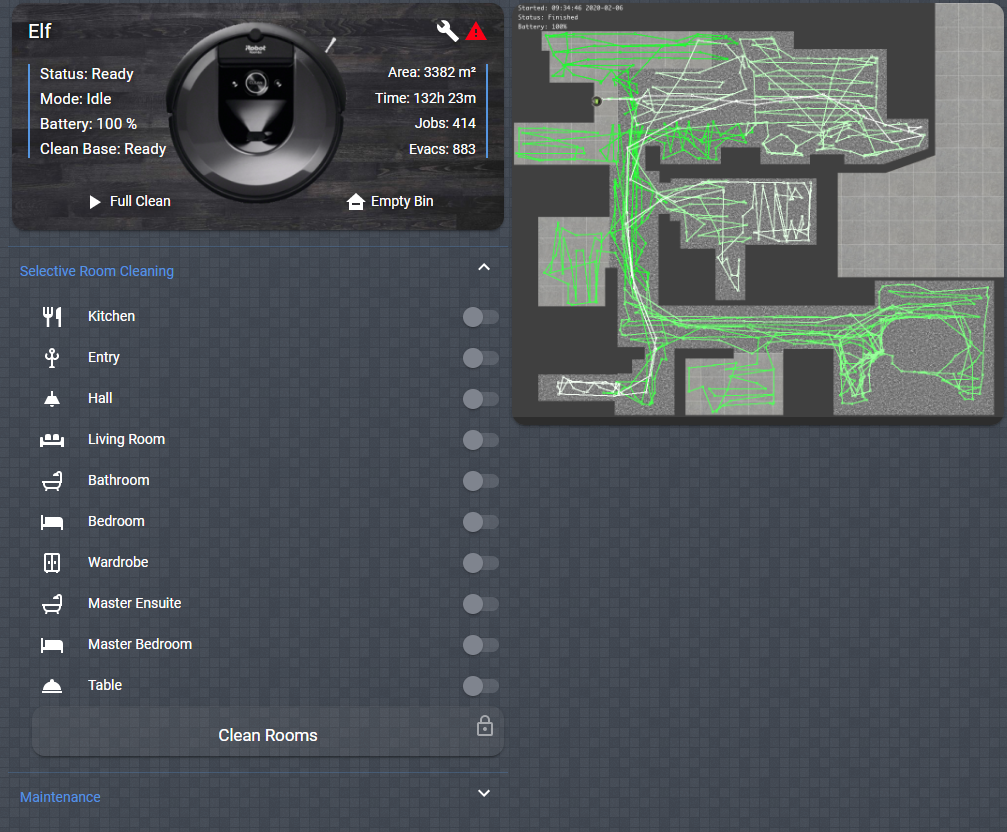 Elf
Status: Ready
Mode: Idle
Battery: 100 %
Clean Base: Ready
iRobot
Area: 3382 m²
Time: 132h 23m
Jobs: 414
Evacs: 883
Full Clean
Empty Bin
Started: 09:34:46 2020-02-06
Status: Finished
Battery: 100%
Selective Room Cleaning
Kitchen
Entry
Hall
Living Room
Bathroom
Bedroom
Wardrobe
Master Ensuite
Master Bedroom
Table
Clean Rooms
Maintenance